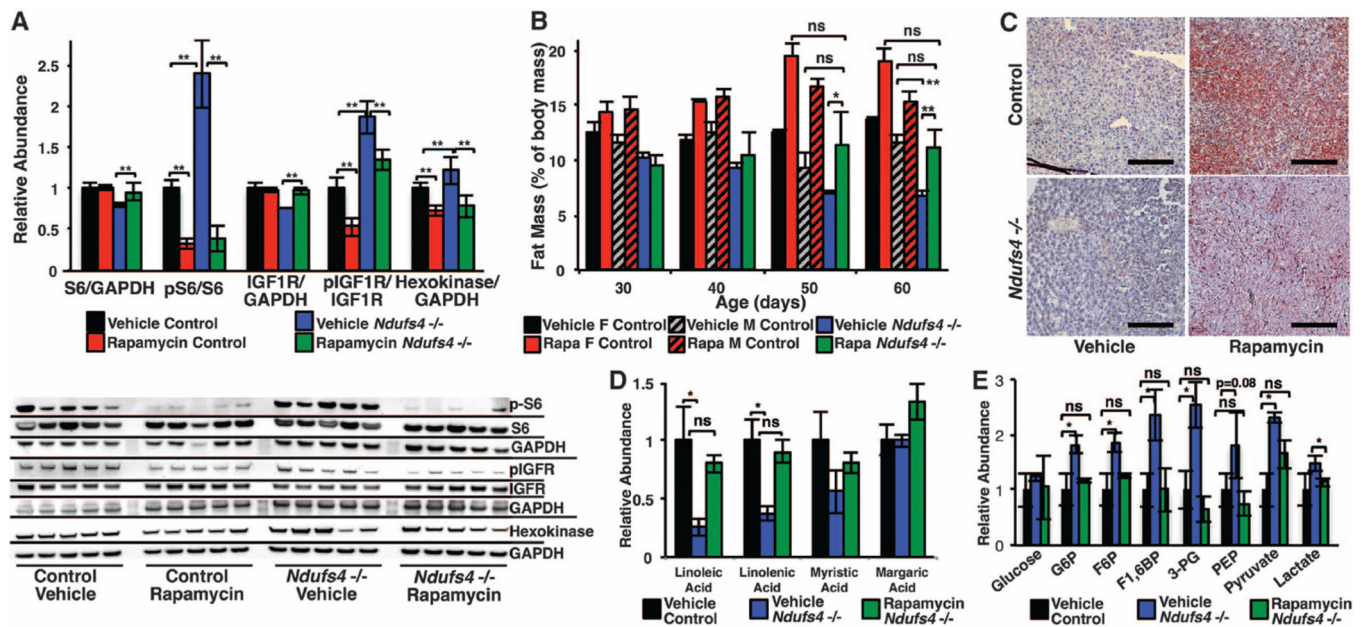 A
Relative Abundance
2.5
2
1.5
1
0.5
0
**
**
**
**
**
**
**
**
**
**
**
**
S6/GAPDH pS6/S6 IGF1R/ pIGF1R/ Hexokinase/
GAPDH IGF1R GAPDH
Vehicle Control
Vehicle Ndufs4 -/-
Rapamycin Control
Rapamycin Ndufs4 -/-
p-S6
S6
GAPDH
pIGFR
IGFR
GAPDH
Hexokinase
GAPDH
Control Control Ndufs4 -/- Ndufs4 -/-
Vehicle Rapamycin Vehicle Rapamycin
B
Fat Mass (% of body mass)
20
15
10
5
0
ns
ns
*
ns
ns
**
**
30 40 50 60
Age (days)
Vehicle F Control Vehicle M Control Vehicle Ndufs4 -/-
Rapa F Control Rapa M Control Rapa Ndufs4 -/-
C
Control
Ndufs4 -/-
Vehicle Rapamycin
D
Relative Abundance
1.5
1
0.5
0
*
ns
*
ns
Linoleic Linolenic Myristic Margaric
Acid Acid Acid Acid
Vehicle Vehicle Rapamycin
Control Ndufs4 -/- Ndufs4 -/-
E
Relative Abundance
3
2
1
0
ns
*
ns
*
ns
*
ns
*
p=0.08
ns
ns
*
*
Glucose
G6P
F6P
F1,6BP
3-PG
PEP
Pyruvate
Lactate
Vehicle Vehicle Rapamycin
Control Ndufs4 -/- Ndufs4 -/-